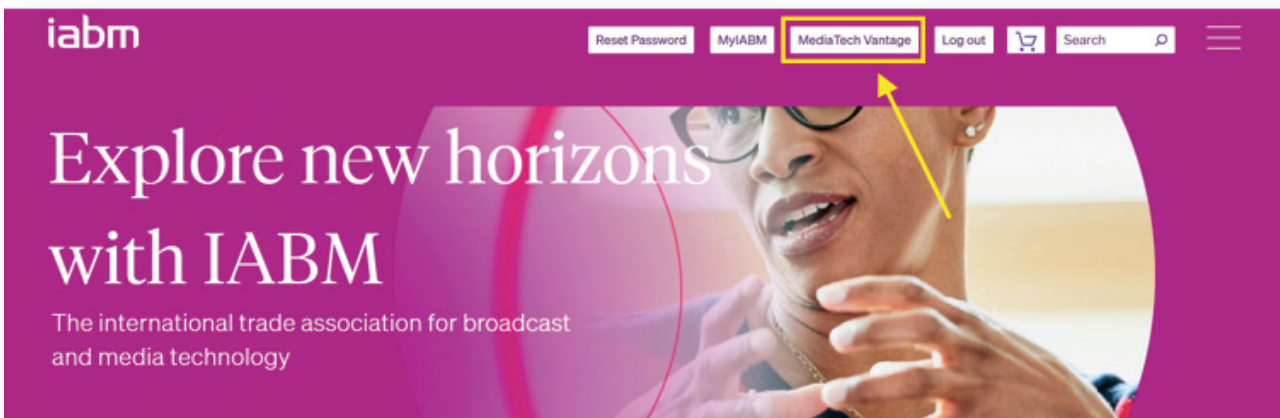 iabm
Reset Password MyIABM MediaTech Vantage Log out Search
Explore new horizons
with IABM
The international trade association for broadcast
and media technology